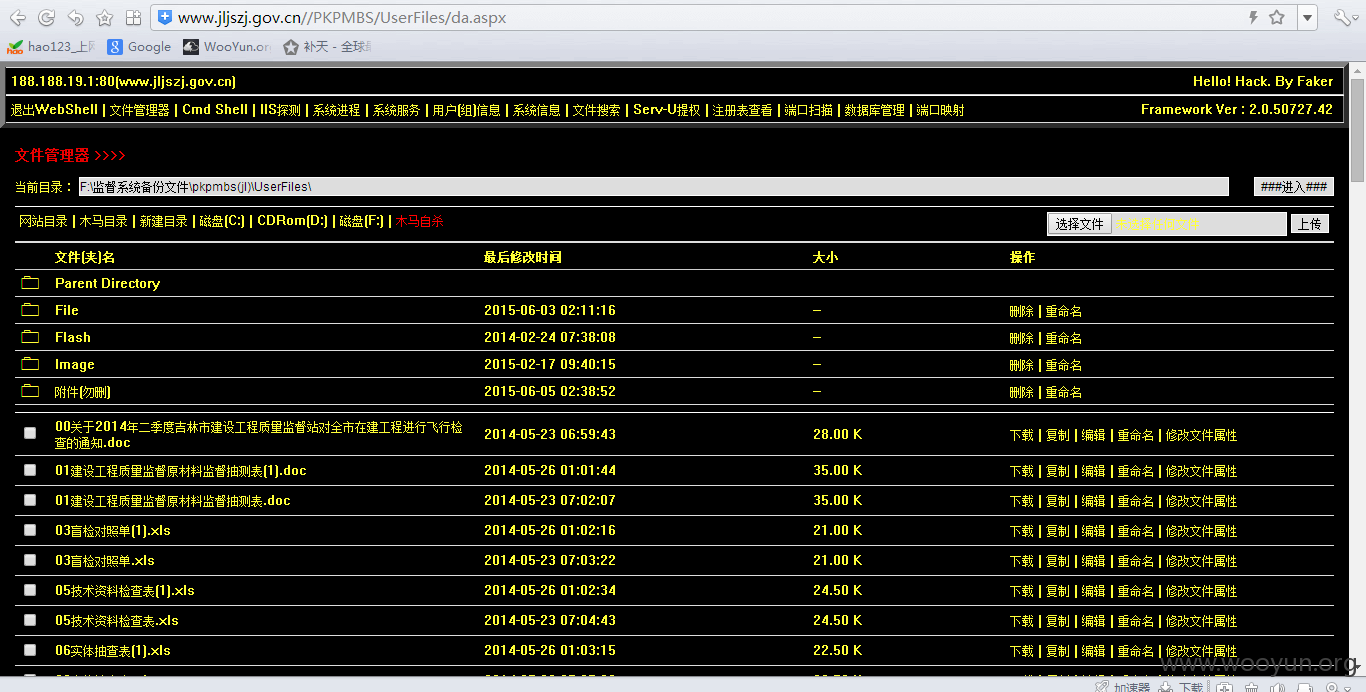 www.jljszj.gov.cn//PKPMBS/UserFiles/da.aspx
hao123_上网 Google WooYun.or 补天 - 全球
188.188.19.1:80(www.jljszj.gov.cn) Hello! Hack. By Faker
退出WebShell | 文件管理器 | Cmd Shell | IIS探测 | 系统进程 | 系统服务 | 用户(组)信息 | 系统信息 | 文件搜索 | Serv-U提权 | 注册表查看 | 端口扫描 | 数据库管理 | 端口映射 Framework Ver : 2.0.50727.42
文件管理器 >>>>
当前目录： F:\监督系统备份文件\pkpmbs(jl)\UserFiles\ ###进入###
网站目录 | 木马目录 | 新建目录 | 磁盘(C:) | CDRom(D:) | 磁盘(F:) | 木马自杀 选择文件 未选择任何文件 上传
文件(夹)名 最后修改时间 大小 操作
Parent Directory
File 2015-06-03 02:11:16 -- 删除 | 重命名
Flash 2014-02-24 07:38:08 -- 删除 | 重命名
Image 2015-02-17 09:40:15 -- 删除 | 重命名
附件(勿删) 2015-06-05 02:38:52 -- 删除 | 重命名
00关于2014年二季度吉林市建设工程质量监督站对全市在建工程进行飞行检
查的通知.doc 2014-05-23 06:59:43 28.00 K 下载 | 复制 | 编辑 | 重命名 | 修改文件属性
01建设工程质量监督原材料监督抽测表(1).doc 2014-05-26 01:01:44 35.00 K 下载 | 复制 | 编辑 | 重命名 | 修改文件属性
01建设工程质量监督原材料监督抽测表.doc 2014-05-23 07:02:07 35.00 K 下载 | 复制 | 编辑 | 重命名 | 修改文件属性
03盲检对照单(1).xls 2014-05-26 01:02:16 21.00 K 下载 | 复制 | 编辑 | 重命名 | 修改文件属性
03盲检对照单.xls 2014-05-23 07:03:22 21.00 K 下载 | 复制 | 编辑 | 重命名 | 修改文件属性
05技术资料检查表(1).xls 2014-05-26 01:02:34 24.50 K 下载 | 复制 | 编辑 | 重命名 | 修改文件属性
05技术资料检查表.xls 2014-05-23 07:04:43 24.50 K 下载 | 复制 | 编辑 | 重命名 | 修改文件属性
06实体抽查表(1).xls 2014-05-26 01:03:15 22.50 K 下载 | 复制 | 编辑 | 重命名 | 修改文件属性
www.wooyun.org
加速器 下载